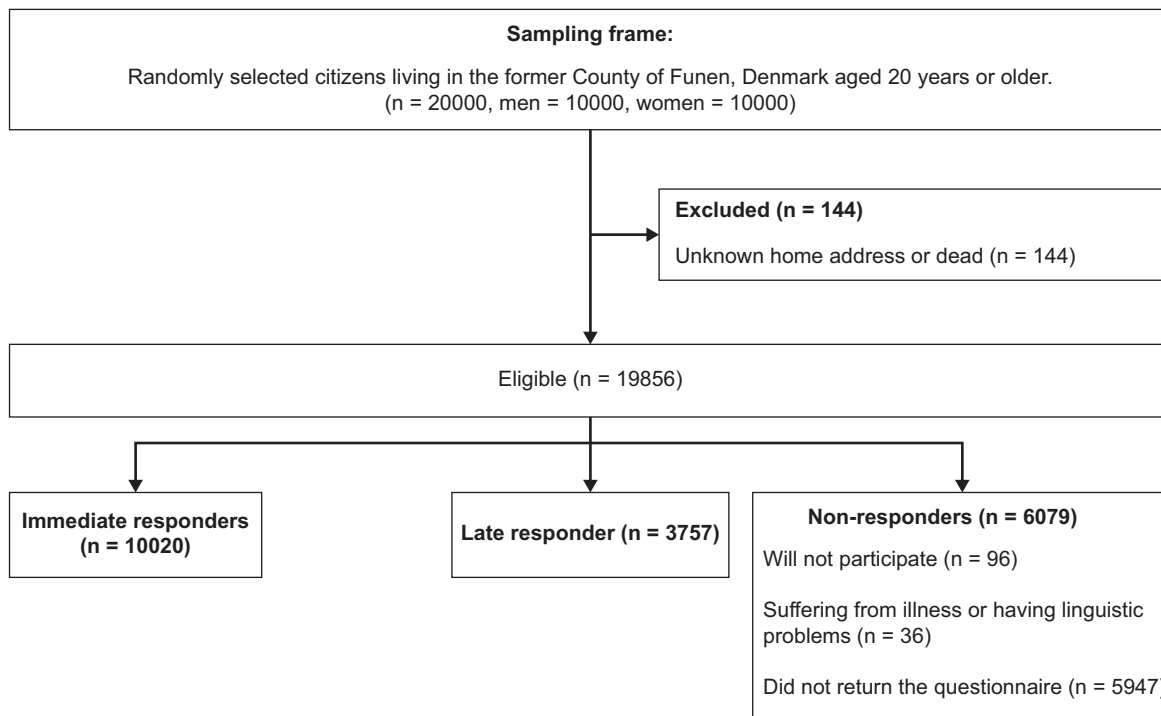 Sampling frame:
Randomly selected citizens living in the former County of Funen, Denmark aged 20 years or older.
(n = 20000, men = 10000, women = 10000)
Excluded (n = 144)
Unknown home address or dead (n = 144)
Eligible (n = 19856)
Immediate responders
(n = 10020)
Late responder (n = 3757)
Non-responders (n = 6079)
Will not participate (n = 96)
Suffering from illness or having linguistic
problems (n = 36)
Did not return the questionnaire (n = 5947)